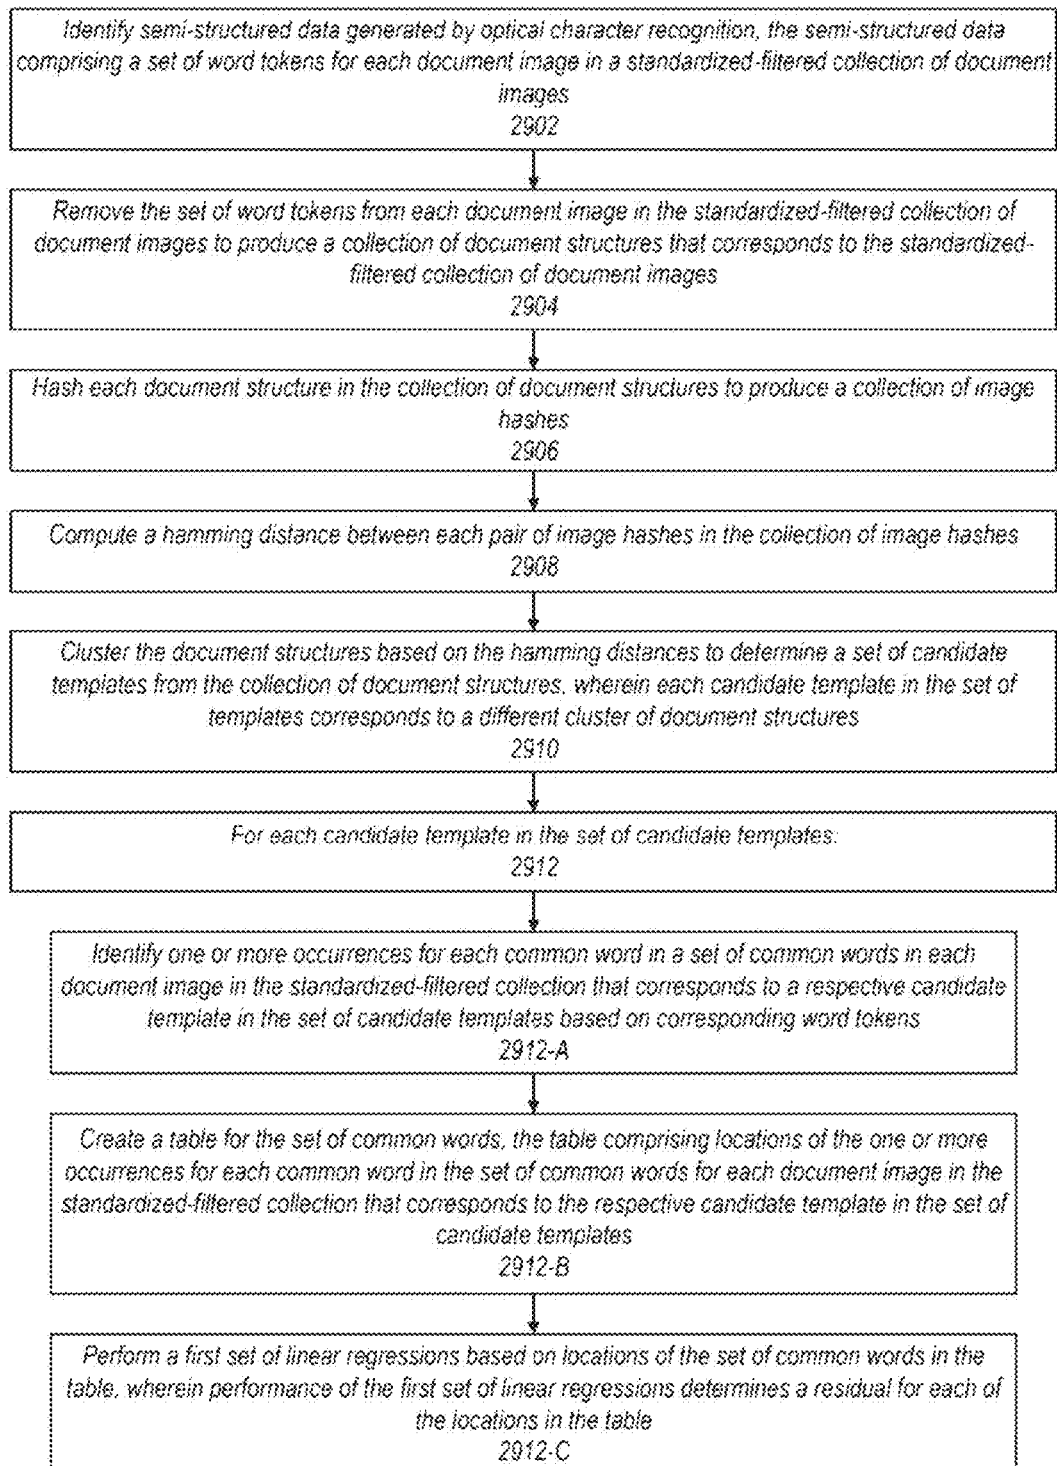 Identify semi-structured data generated by optical character recognition, the semi-structured data
comprising a set of word tokens for each document image in a standardized-filtered collection of document
images
2902
Remove the set of word tokens from each document image in the standardized-filtered collection of
document images to produce a collection of document structures that corresponds to the standardized-
filtered collection of document images
2904
Hash each document structure in the collection of document structures to produce a collection of image
hashes
2906
Compute a hamming distance between each pair of image hashes in the collection of image hashes
2908
Cluster the document structures based on the hamming distances to determine a set of candidate
templates from the collection of document structures, wherein each candidate template in the set of
templates corresponds to a different cluster of document structures
2910
For each candidate template in the set of candidate templates:
2912
Identify one or more occurrences for each common word in a set of common words in each
document image in the standardized-filtered collection that corresponds to a respective candidate
template in the set of candidate templates based on corresponding word tokens
2912-A
Create a table for the set of common words, the table comprising locations of the one or more
occurrences for each common word in the set of common words for each document image in the
standardized-filtered collection that corresponds to the respective candidate template in the set of
candidate templates
2912-B
Perform a first set of linear regressions based on locations of the set of common words in the
table, wherein performance of the first set of linear regressions determines a residual for each of
the locations in the table
2912-C